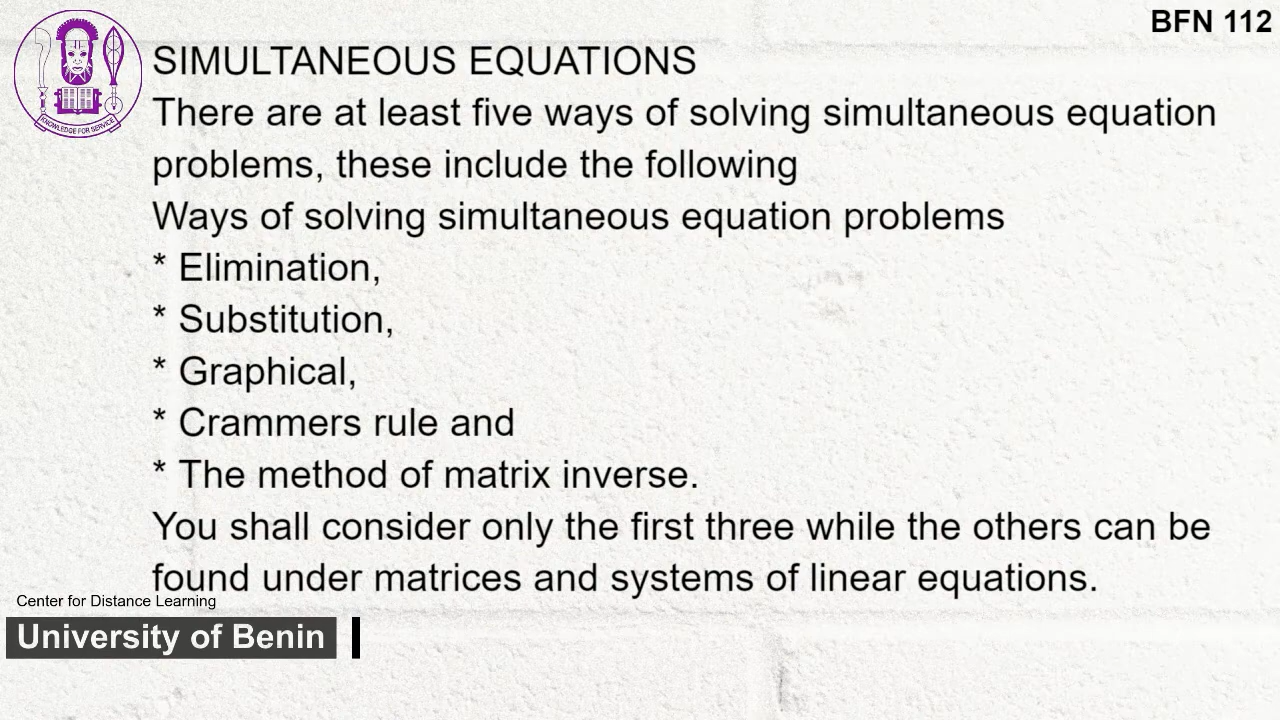 BFN 112
KNOWLEDGE FOR SERVICE
SIMULTANEOUS EQUATIONS
There are at least five ways of solving simultaneous equation
problems, these include the following
Ways of solving simultaneous equation problems
* Elimination,
* Substitution,
* Graphical,
* Crammers rule and
* The method of matrix inverse.
You shall consider only the first three while the others can be
found under matrices and systems of linear equations.
Center for Distance Learning
University of Benin